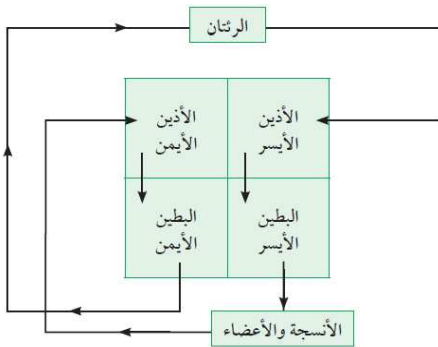 الرئتان
الأذين
الأيمن
الأذين
الأيسر
البطين
الأيمن
البطين
الأيسر
الأنسجة والأعضاء